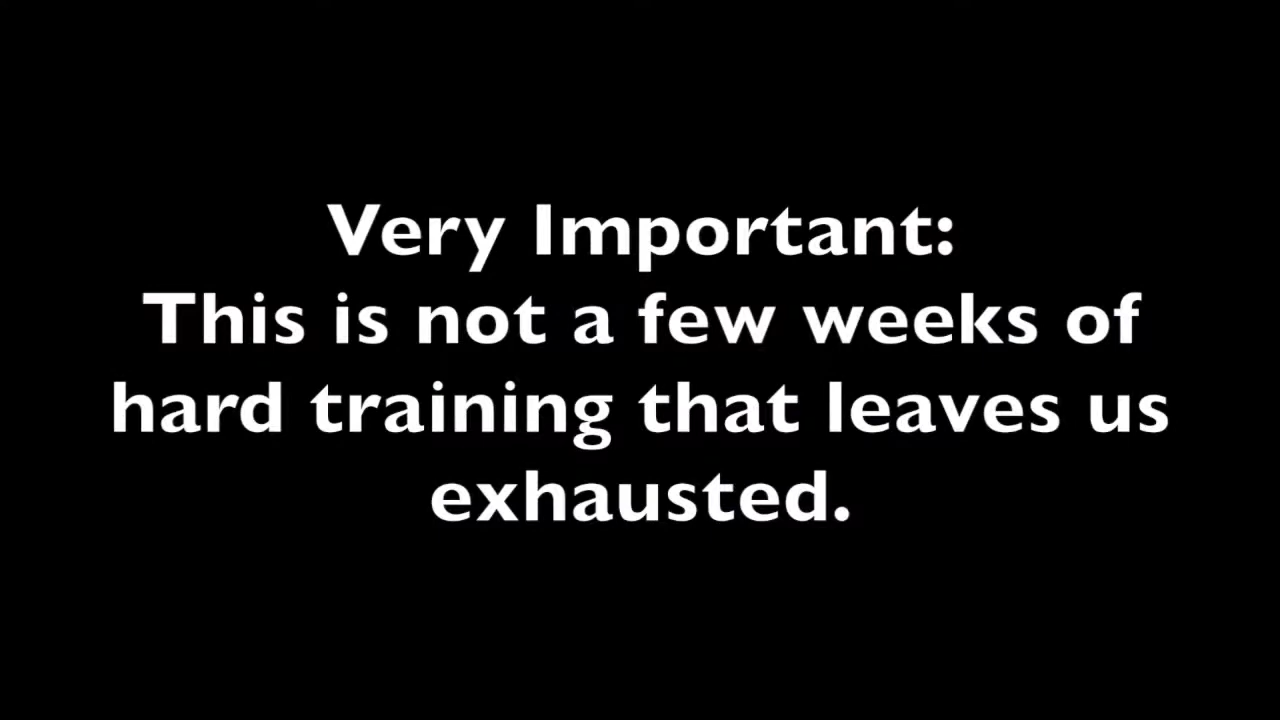 Very Important:
This is not a few weeks of
hard training that leaves us
exhausted.